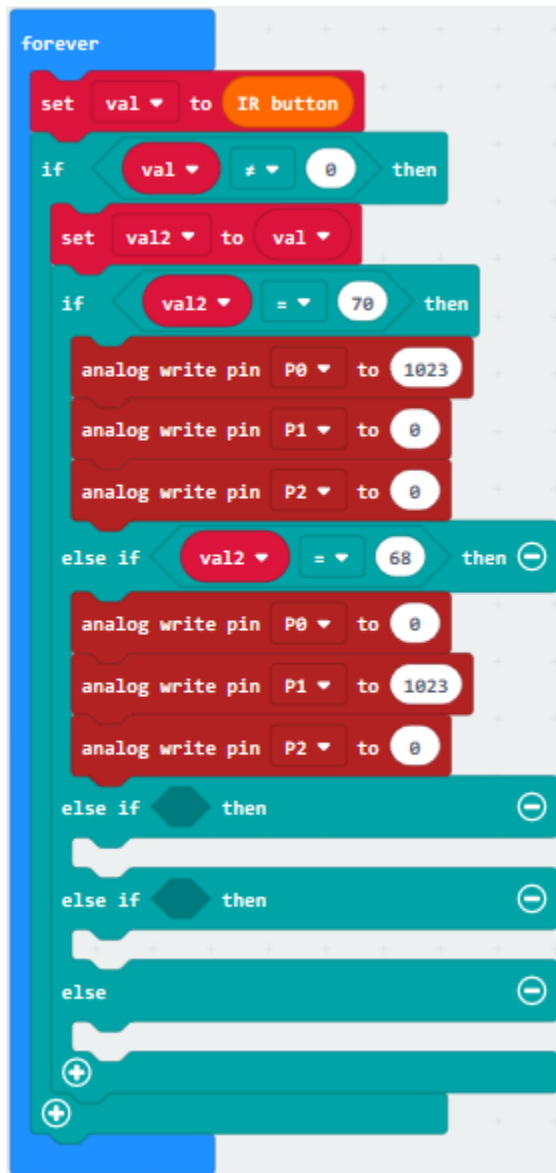 forever
set val to IR button
if val ≠ 0 then
set val2 to val
if val2 = 70 then
analog write pin P0 to 1023
analog write pin P1 to 0
analog write pin P2 to 0
else if val2 = 68 then
analog write pin P0 to 0
analog write pin P1 to 1023
analog write pin P2 to 0
else if then
else if then
else